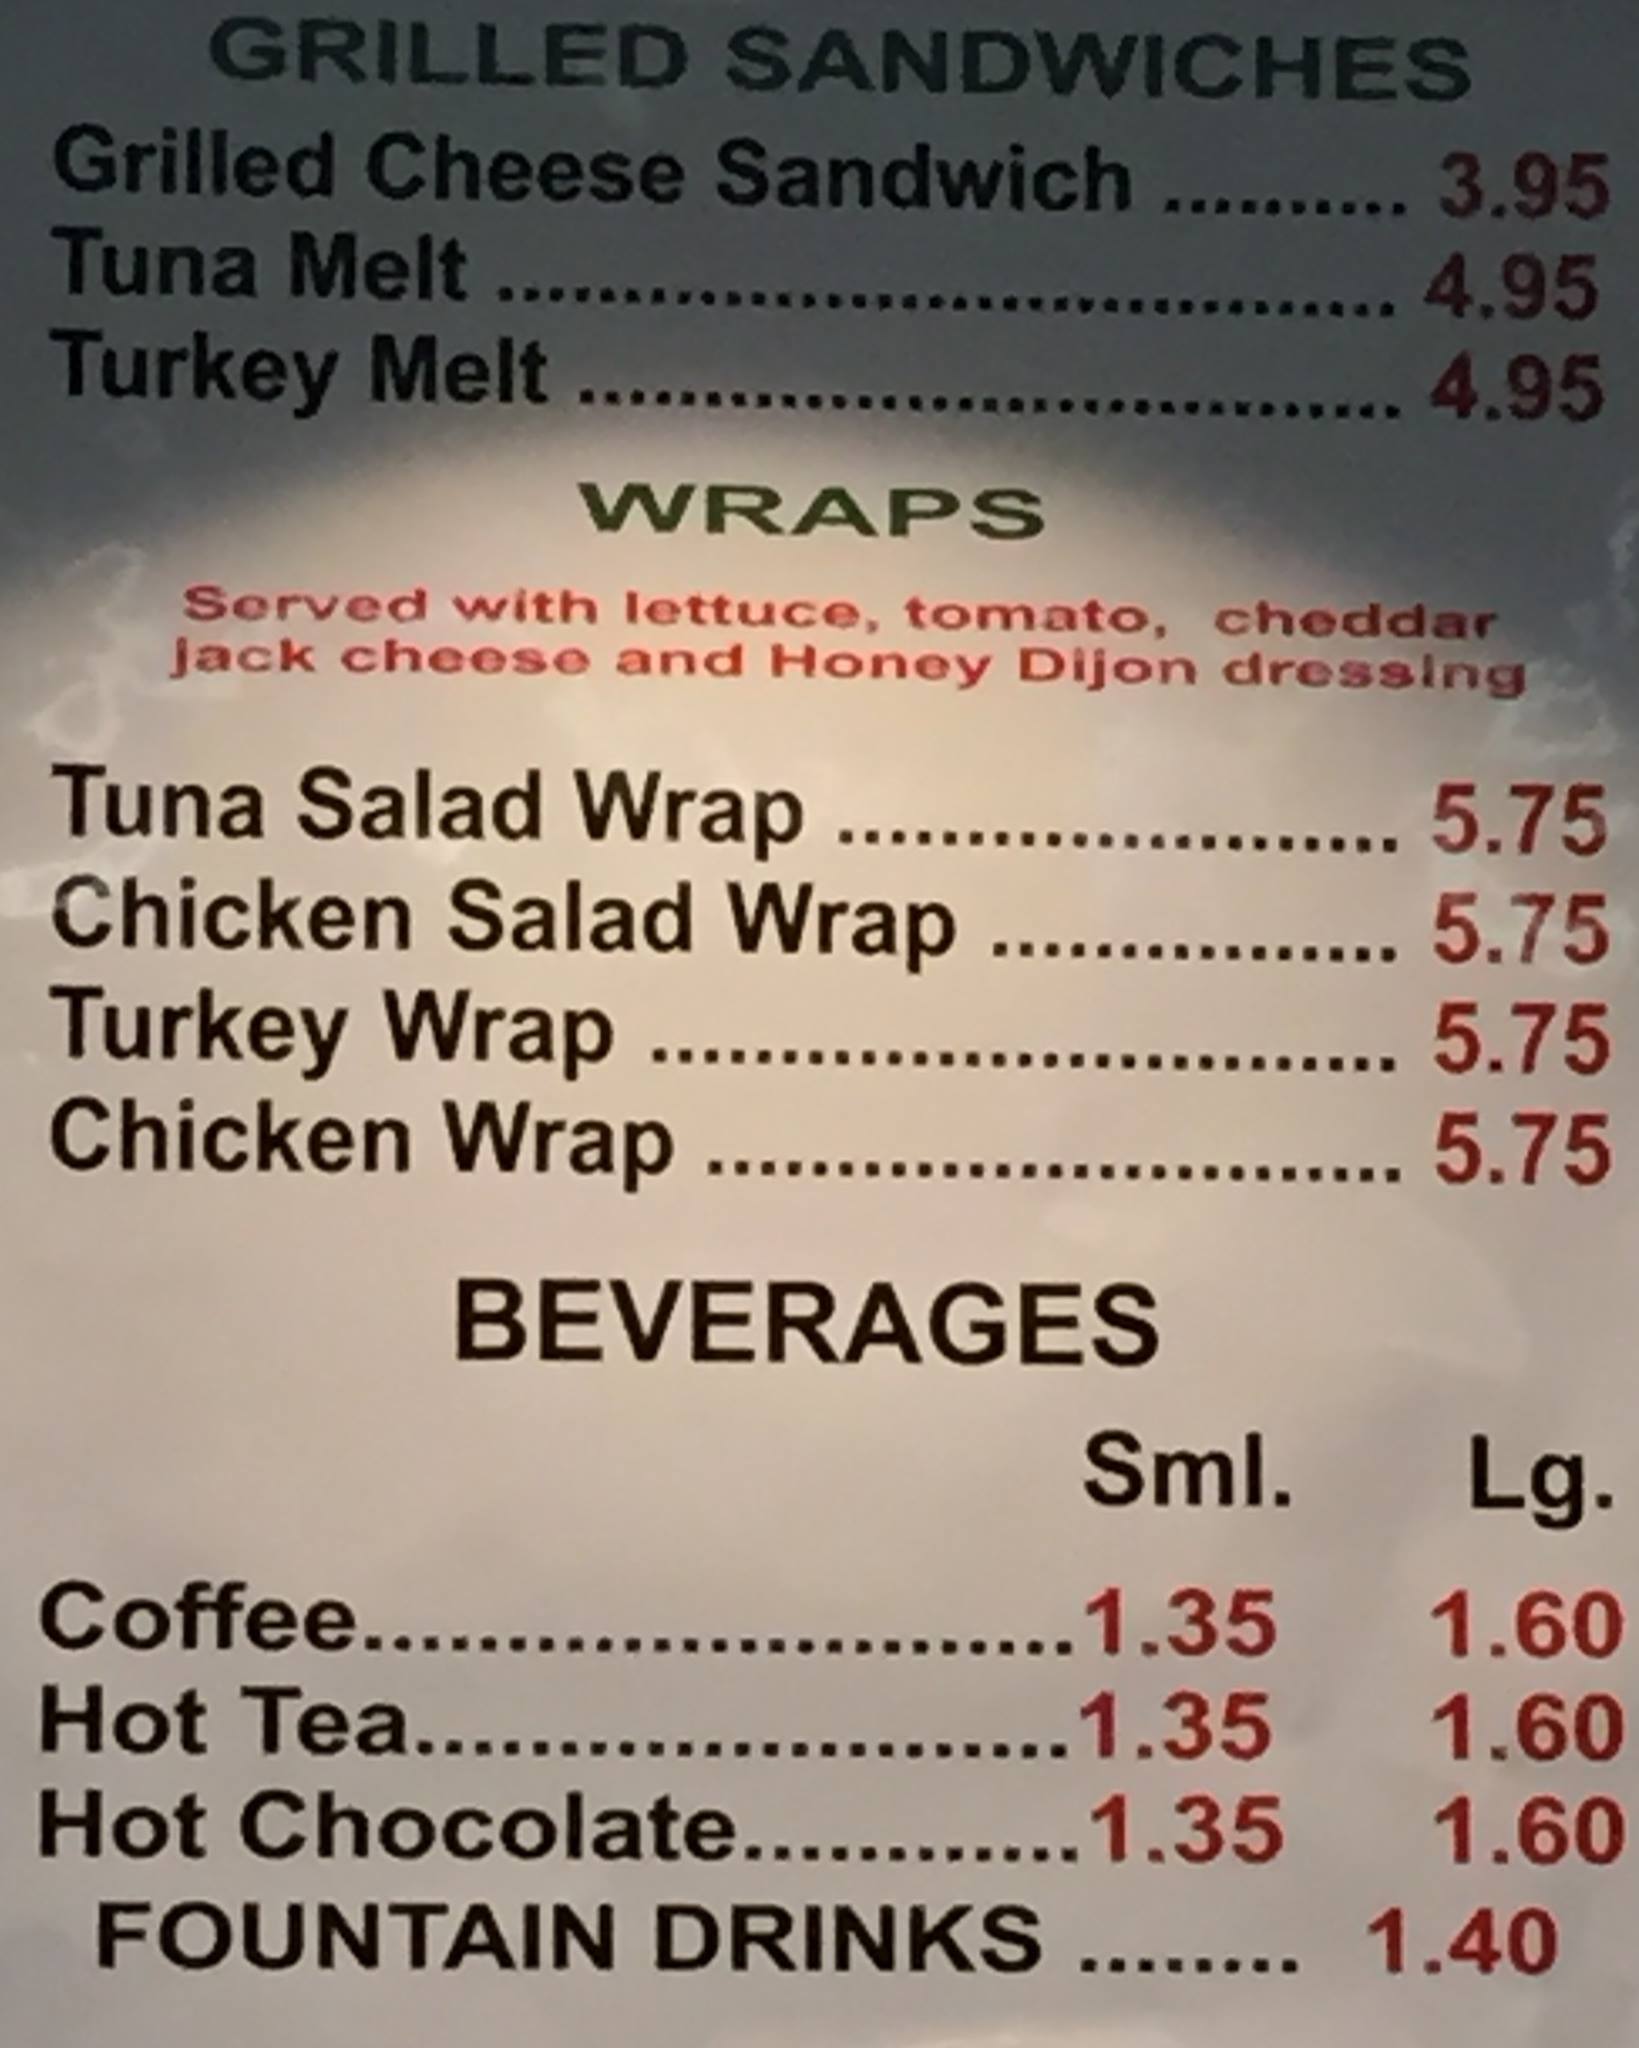 GRILLED SANDWICHES
Grilled Cheese Sandwich .......... 3.95
Tuna Melt .................................... 4.95
Turkey Melt ................................. 4.95
WRAPS
Served with lettuce, tomato, cheddar
jack cheese and Honey Dijon dressing
Tuna Salad Wrap ...................... 5.75
Chicken Salad Wrap ................ 5.75
Turkey Wrap ............................. 5.75
Chicken Wrap ........................... 5.75
BEVERAGES
Sml. Lg.
Coffee.........................1.35 1.60
Hot Tea.......................1.35 1.60
Hot Chocolate............1.35 1.60
FOUNTAIN DRINKS ........ 1.40